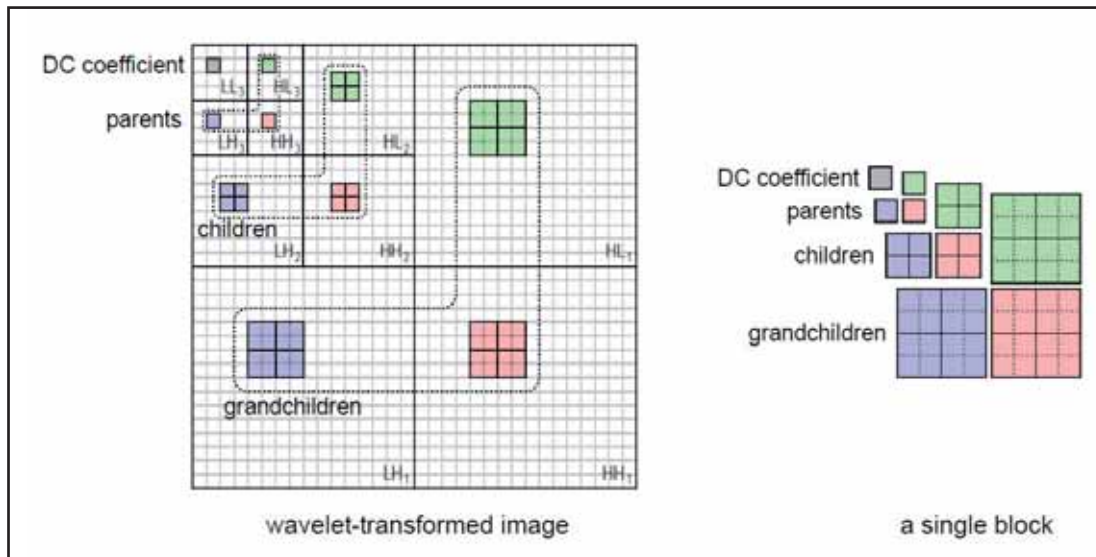 DC coefficient
LL₃
HL₃
parents
LH₃
HH₃
HL₂
children
LH₂
HH₂
HL₁
grandchildren
LH₁
HH₁
wavelet-transformed image
DC coefficient
parents
children
grandchildren
a single block